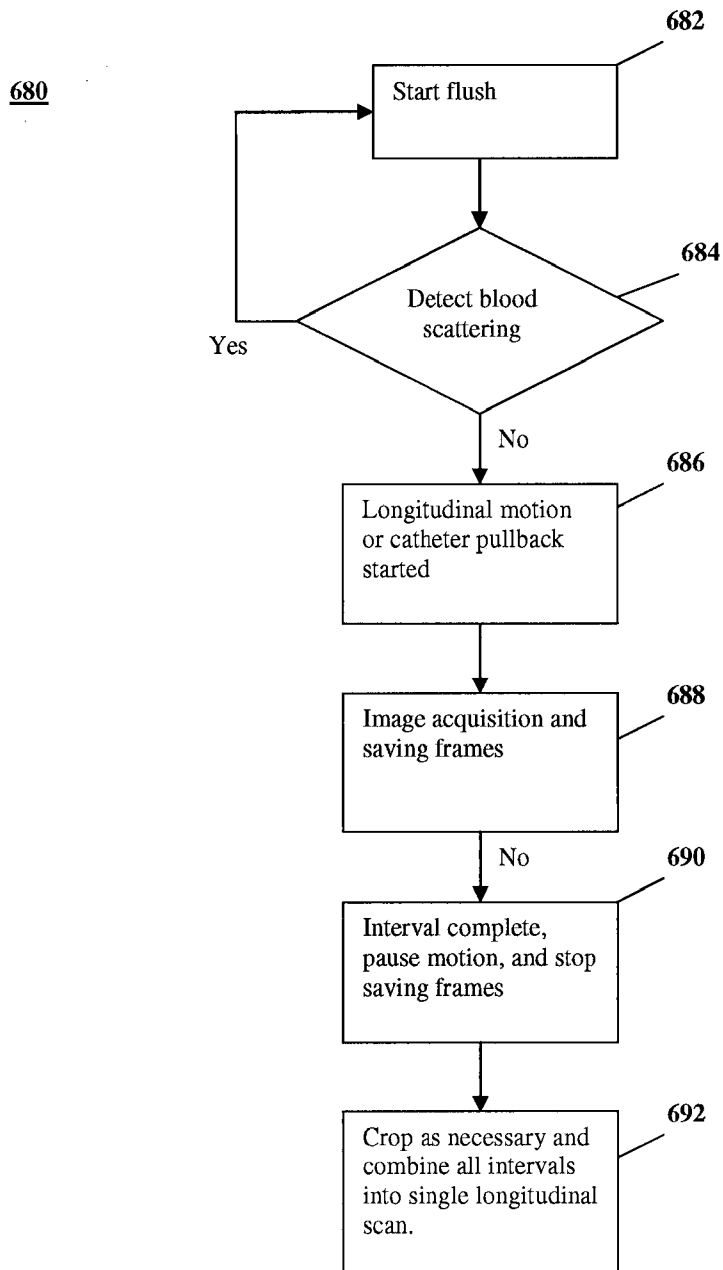 682
680
Start flush
684
Detect blood
scattering
Yes
No
686
Longitudinal motion
or catheter pullback
started
688
Image acquisition and
saving frames
No
690
Interval complete,
pause motion, and stop
saving frames
692
Crop as necessary and
combine all intervals
into single longitudinal
scan.